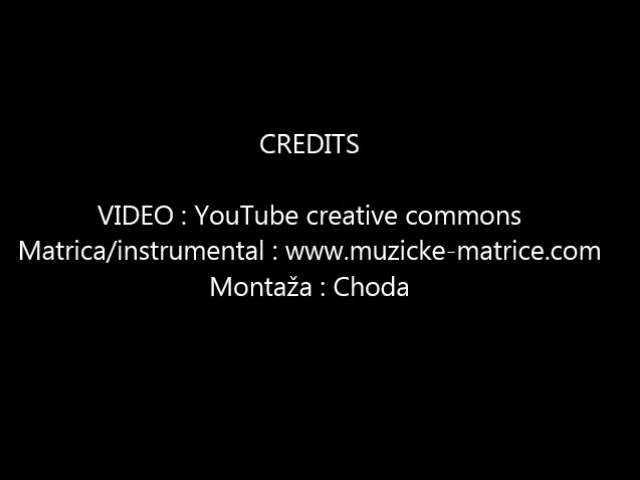 CREDITS
VIDEO : YouTube creative commons
Matrica/instrumental : www.muzicke-matrice.com
Montaža : Choda